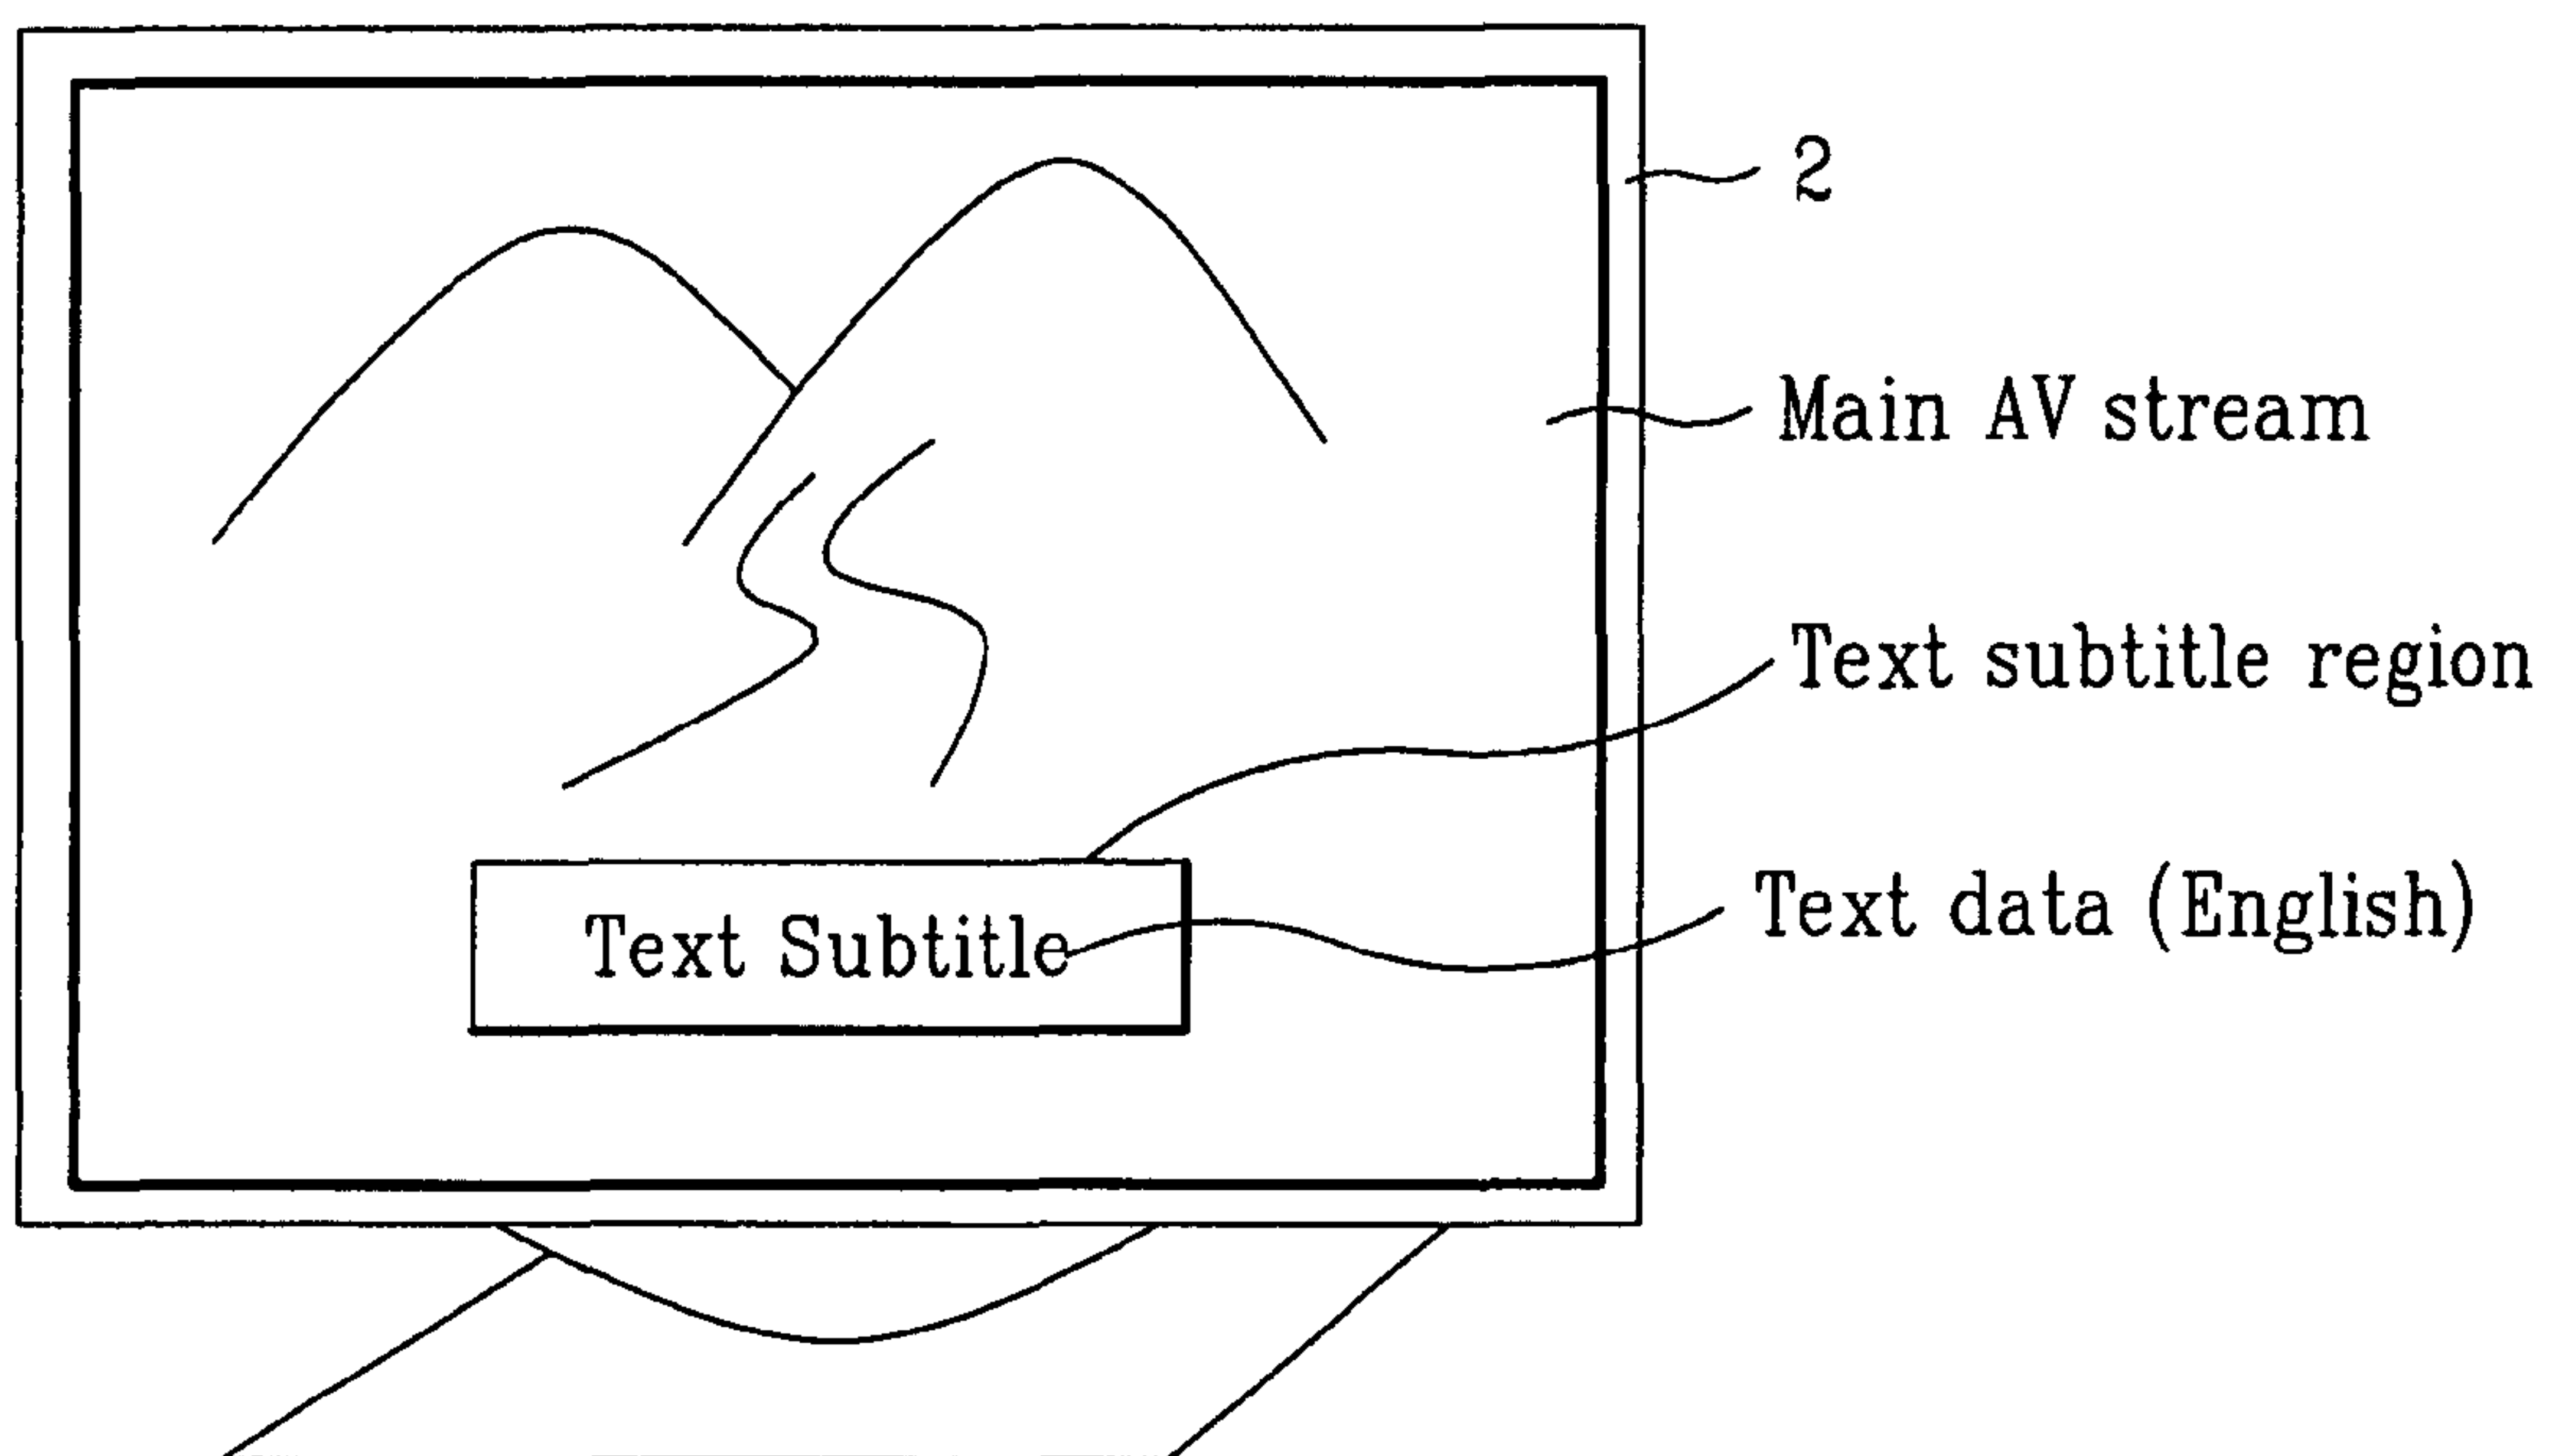 2
Main AV stream
Text subtitle region
Text data (English)
Text Subtitle